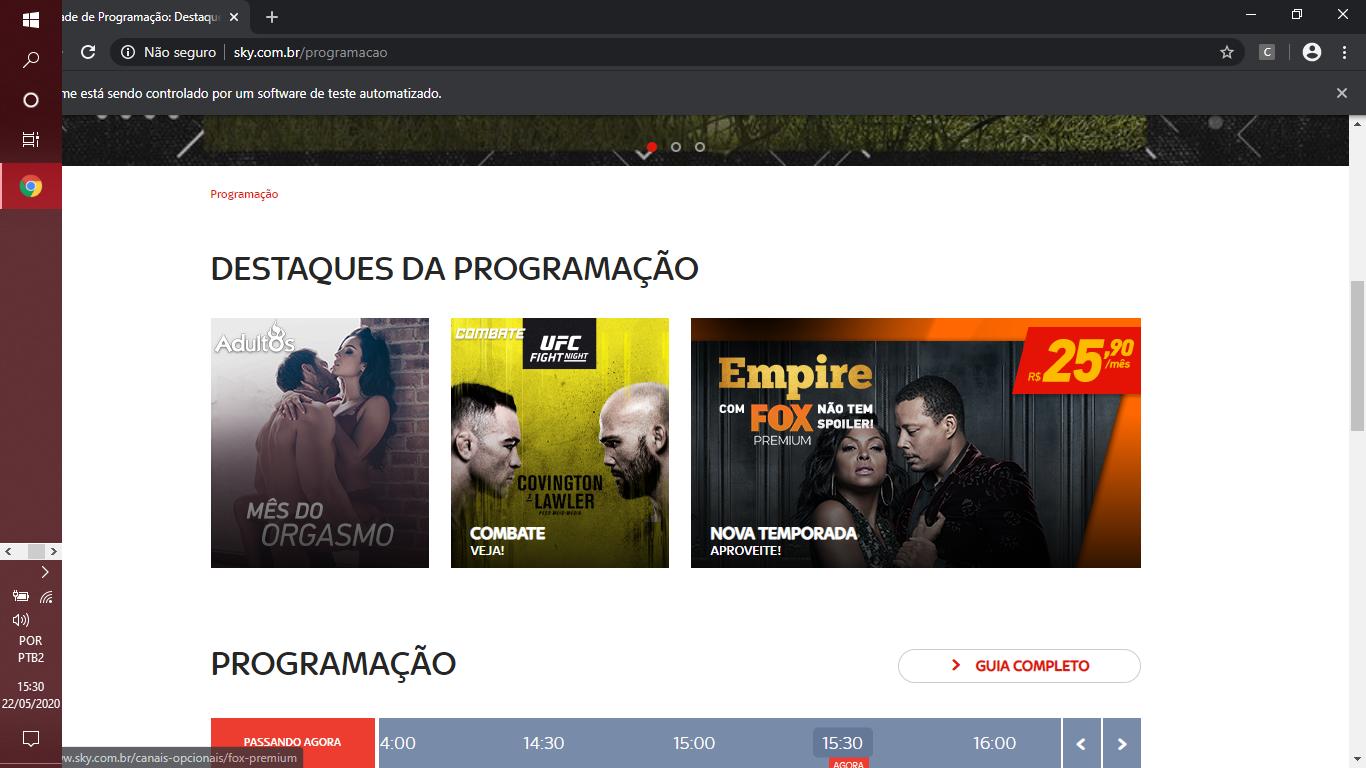 ade de Programação: Destaqu
Não seguro
sky.com.br/programacao
me está sendo controlado por um software de teste automatizado.
Programação
DESTAQUES DA PROGRAMAÇÃO
Adultos
MÊS DO
ORGASMO
COMBATE
UFC
FIGHT NIGHT
COVINGTON
LAWLER
PESO MEIO-MÉDIO
COMBATE
VEJA!
Empire
COM FOX NÃO TEM
SPOILER!
PREMIUM
R$ 25,90
/mês
NOVA TEMPORADA
APROVEITE!
PROGRAMAÇÃO
GUIA COMPLETO
PASSANDO AGORA
4:00
14:30
15:00
15:30
AGORA
16:00
w.sky.com.br/canais-opcionais/fox-premium
POR
PTB2
15:30
22/05/2020
C